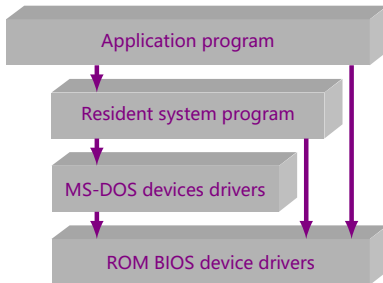 Application program
Resident system program
MS-DOS devices drivers
ROM BIOS device drivers